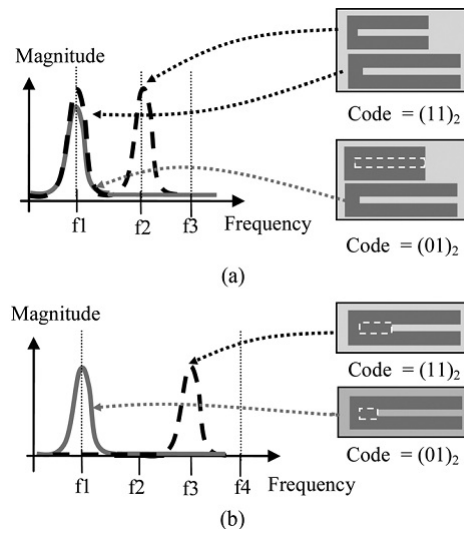 Magnitude
Code = (11)₂
f1 f2 f3 Frequency
Code = (01)₂
(a)
Magnitude
Code = (11)₂
f1 f2 f3 f4 Frequency
Code = (01)₂
(b)